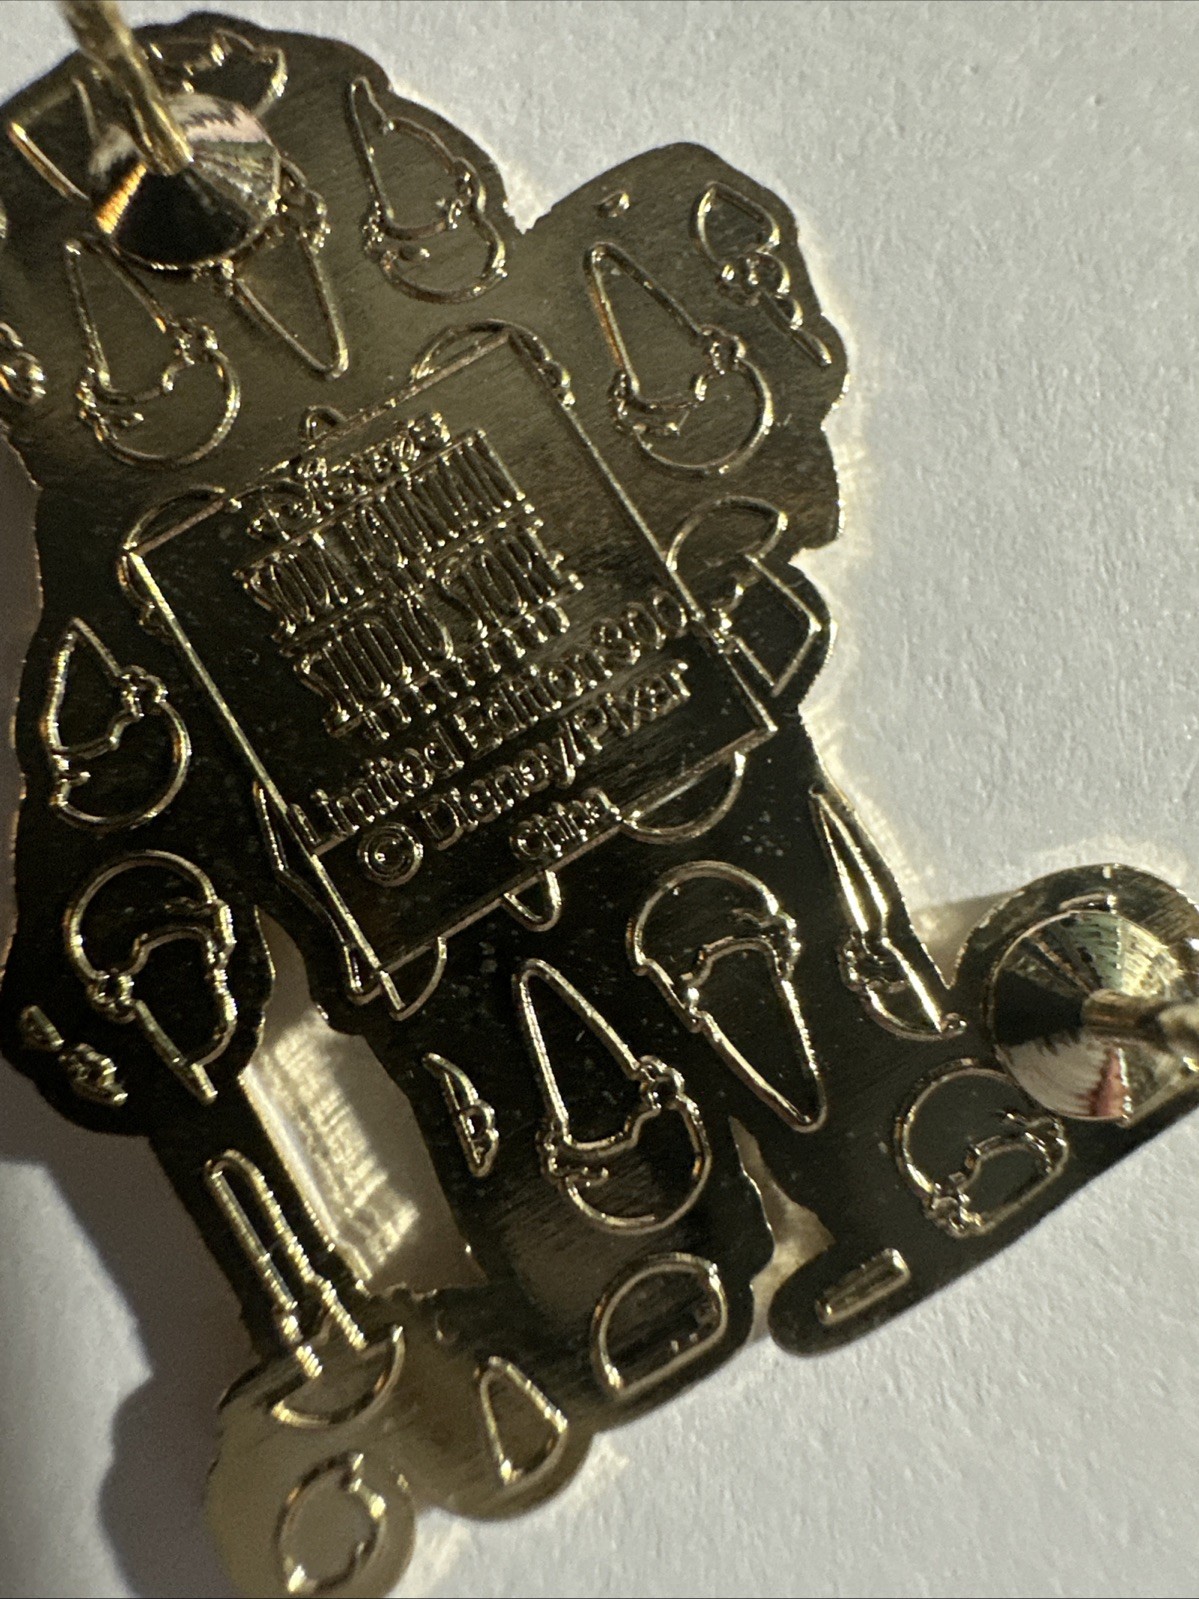 Disney's
SODA FOUNTAIN
&
STUDIO STORE
Limited Edition 300
© Disney/Pixar
China